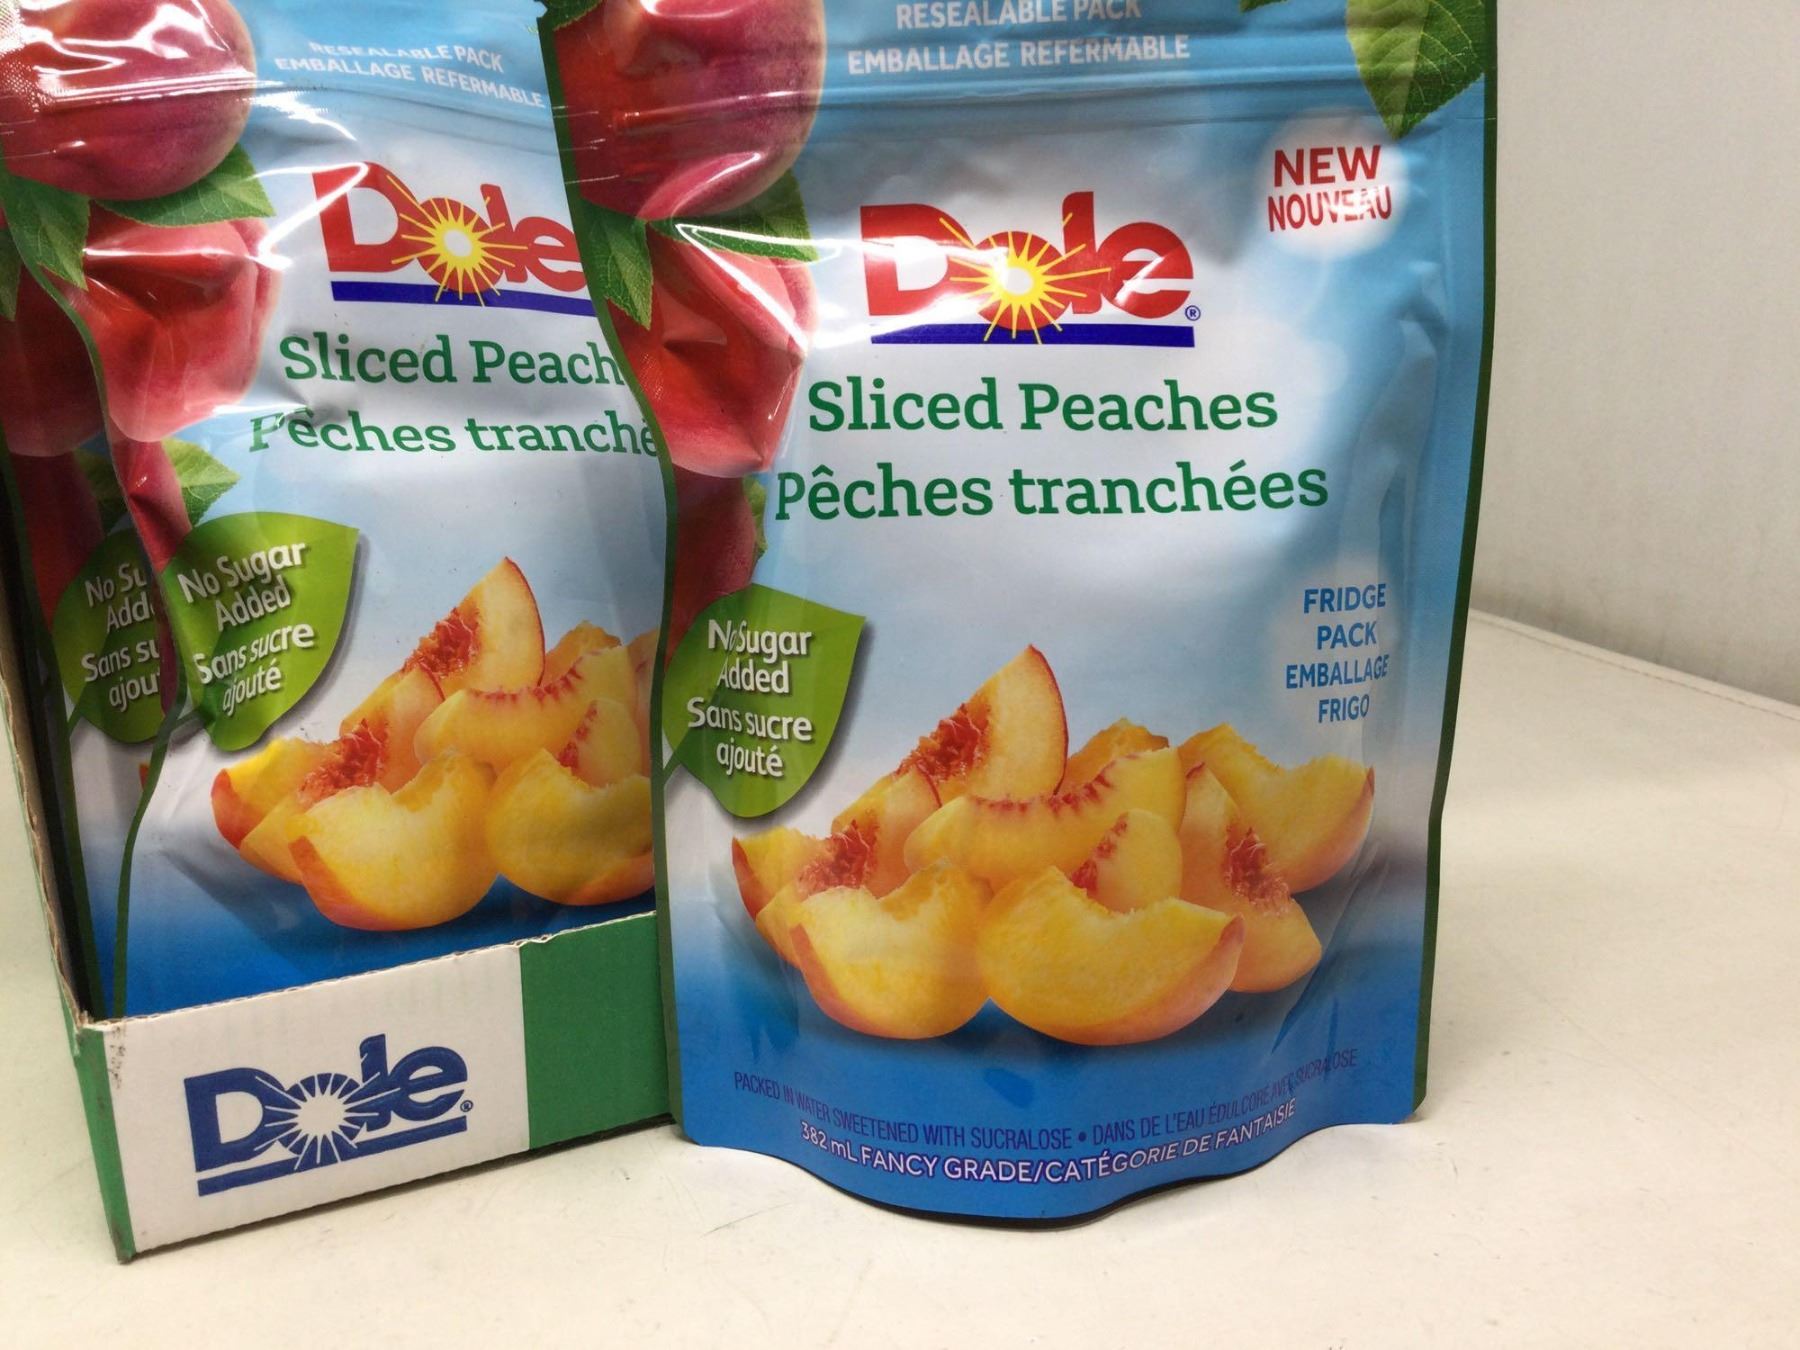 RESEALABLE PACK
EMBALLAGE REFERMABLE
Dole
Sliced Peach
Pêches tranché
No Su
Add
Sans su
ajou
No Sugar
Added
Sans sucre
ajouté
Dole®
RESEALABLE PACK
EMBALLAGE REFERMABLE
NEW
NOUVEAU
Dole®
Sliced Peaches
Pêches tranchées
No Sugar
Added
Sans sucre
ajouté
FRIDGE
PACK
EMBALLAGE
FRIGO
PACKED IN WATER SWEETENED WITH SUCRALOSE • DANS DE L'EAU ÉDULCORÉ AVEC SUCRALOSE
382 mL FANCY GRADE/CATÉGORIE DE FANTAISIE